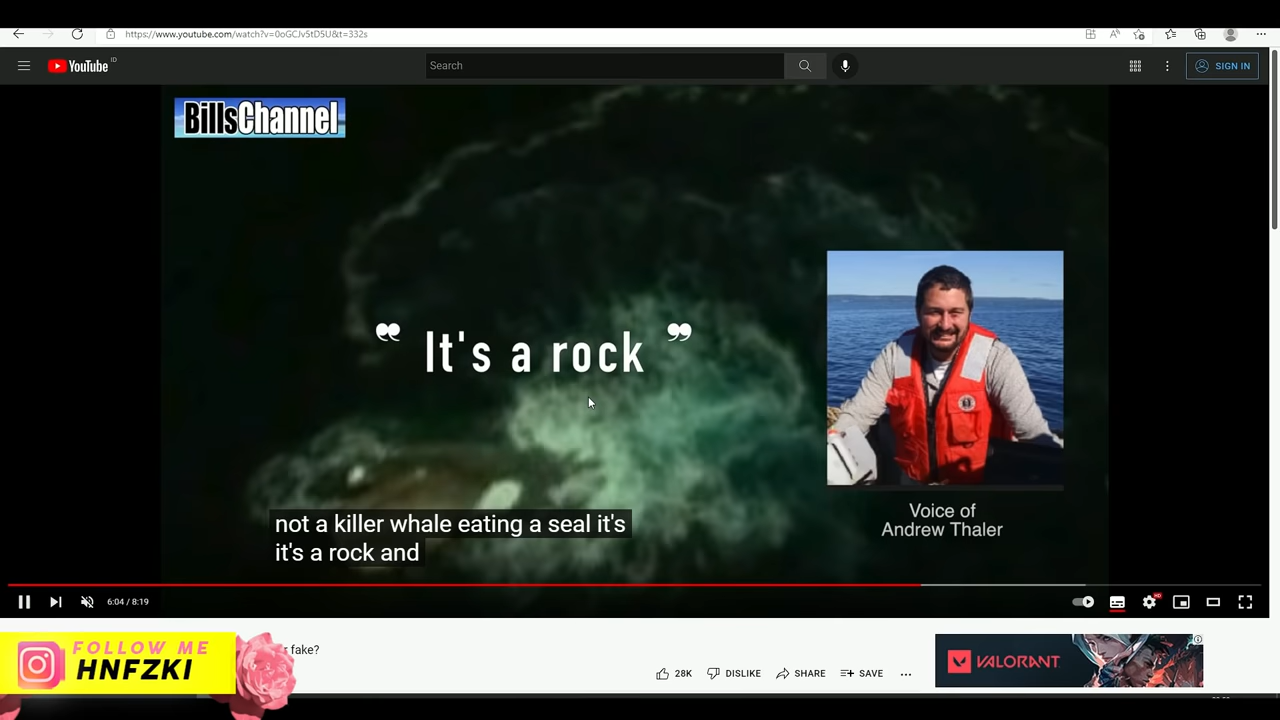 https://www.youtube.com/watch?v=0oGCJv5tD5U&t=332s
YouTube ID
Search
SIGN IN
BillsChannel
“ It's a rock ”
not a killer whale eating a seal it's
it's a rock and
Voice of
Andrew Thaler
6:04 / 8:19
HD
FOLLOW ME
HNFZKI
fake?
28K
DISLIKE
SHARE
SAVE
VALORANT